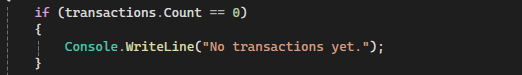 if (transactions.Count == 0)
{
Console.WriteLine("No transactions yet.");
}